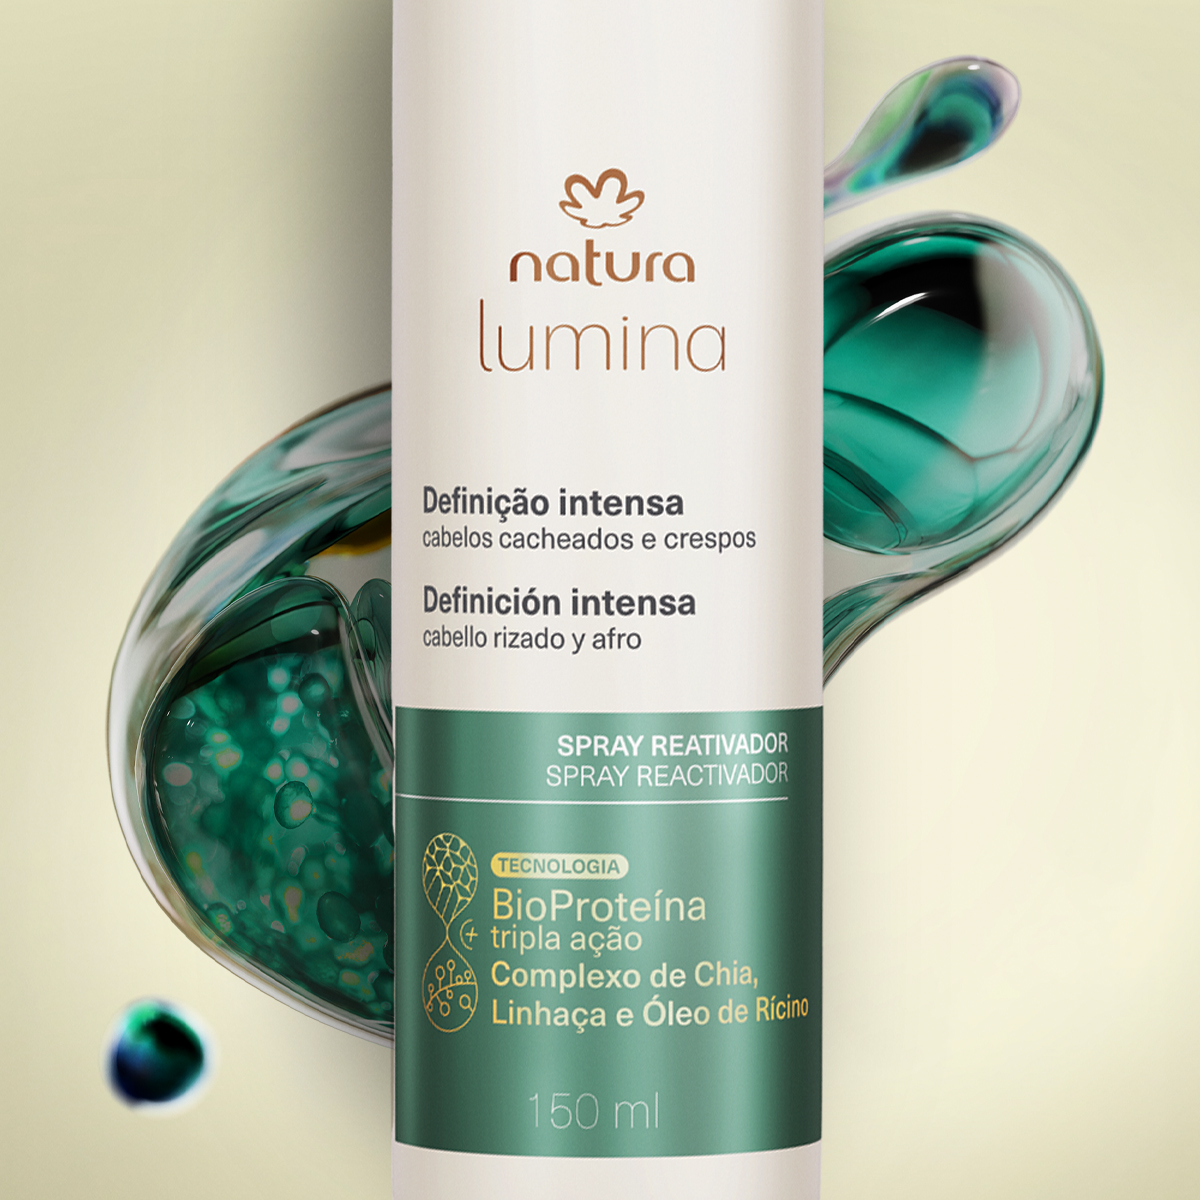 natura
lumina
Definição intensa
cabelos cacheados e crespos
Definición intensa
cabello rizado y afro
SPRAY REATIVADOR
SPRAY REACTIVADOR
TECNOLOGIA
BioProteína
tripla ação
Complexo de Chia,
Linhaça e Óleo de Rícino
150 ml